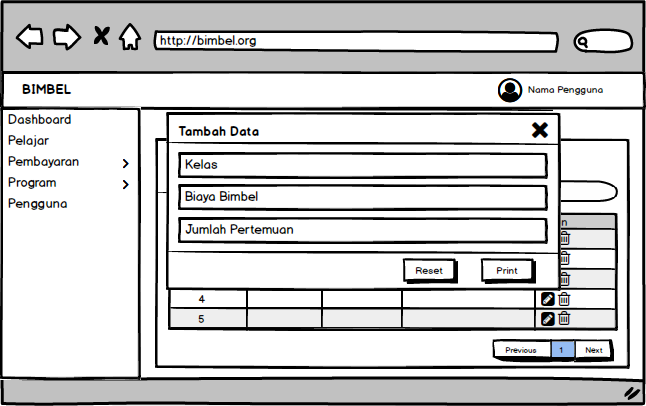 http://bimbel.org
BIMBEL
Nama Pengguna
Dashboard
Pelajar
Pembayaran
Program
Pengguna
Tambah Data
Kelas
Biaya Bimbel
Jumlah Pertemuan
Reset
Print
n
4
5
Previous
1
Next